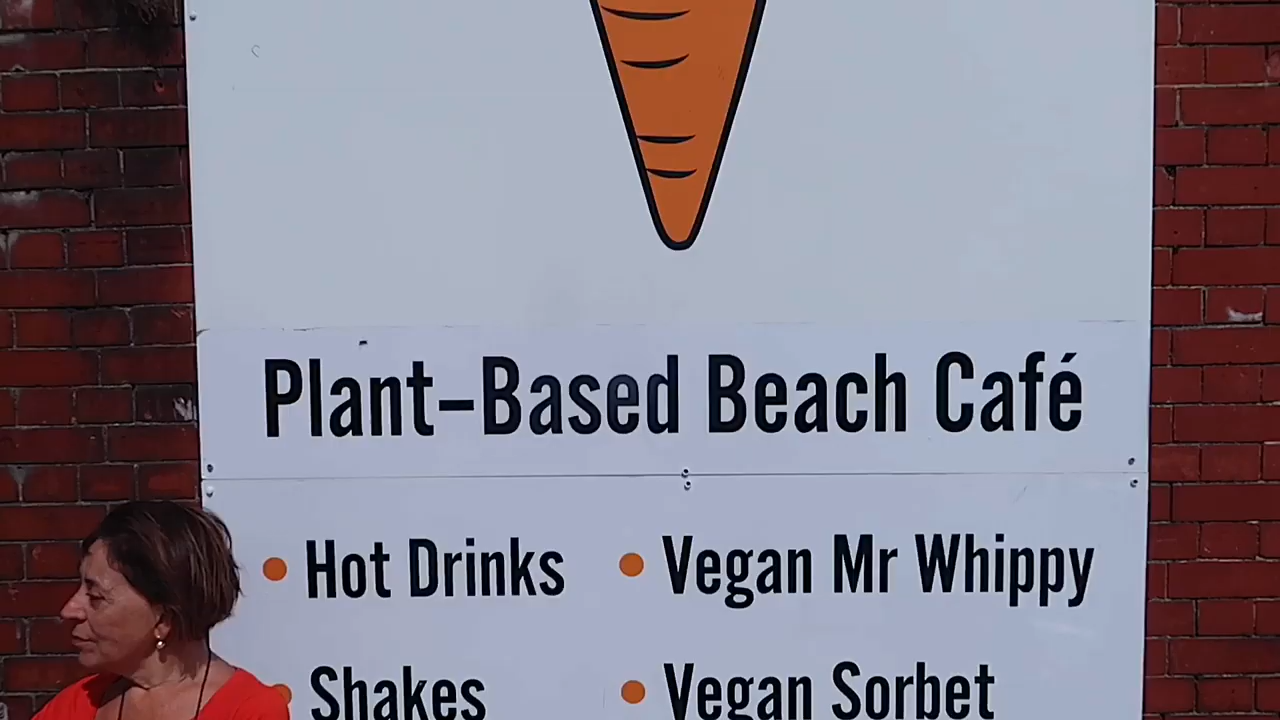 Plant-Based Beach Café
• Hot Drinks
• Vegan Mr Whippy
• Shakes
• Vegan Sorbet